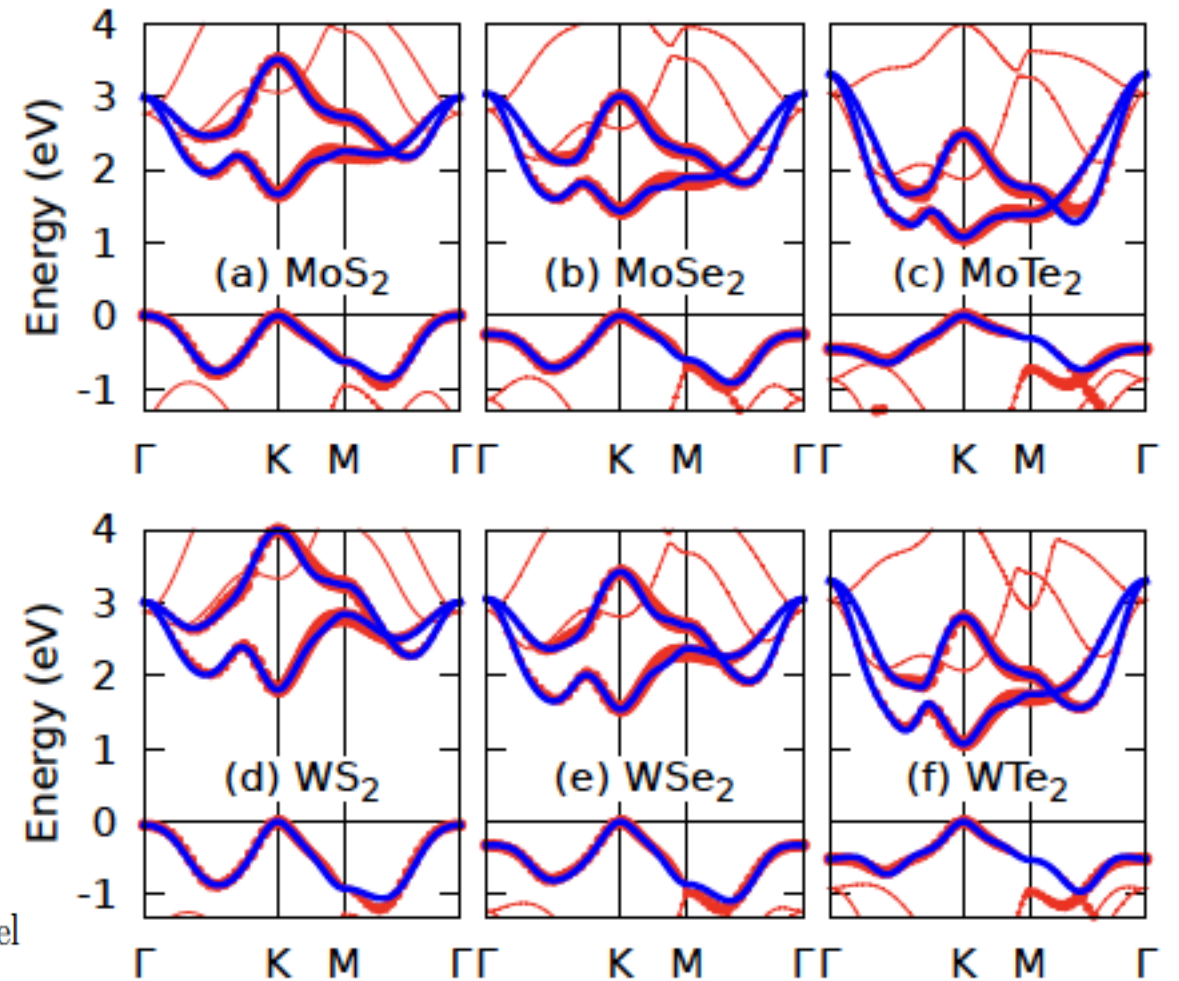 4
3
2
1
0
-1
Energy (eV)
(a) MoS₂ (b) MoSe₂ (c) MoTe₂
Γ K M ΓΓ K M ΓΓ K M Γ
4
3
2
1
0
-1
Energy (eV)
(d) WS₂ (e) WSe₂ (f) WTe₂
el
Γ K M ΓΓ K M ΓΓ K M Γ